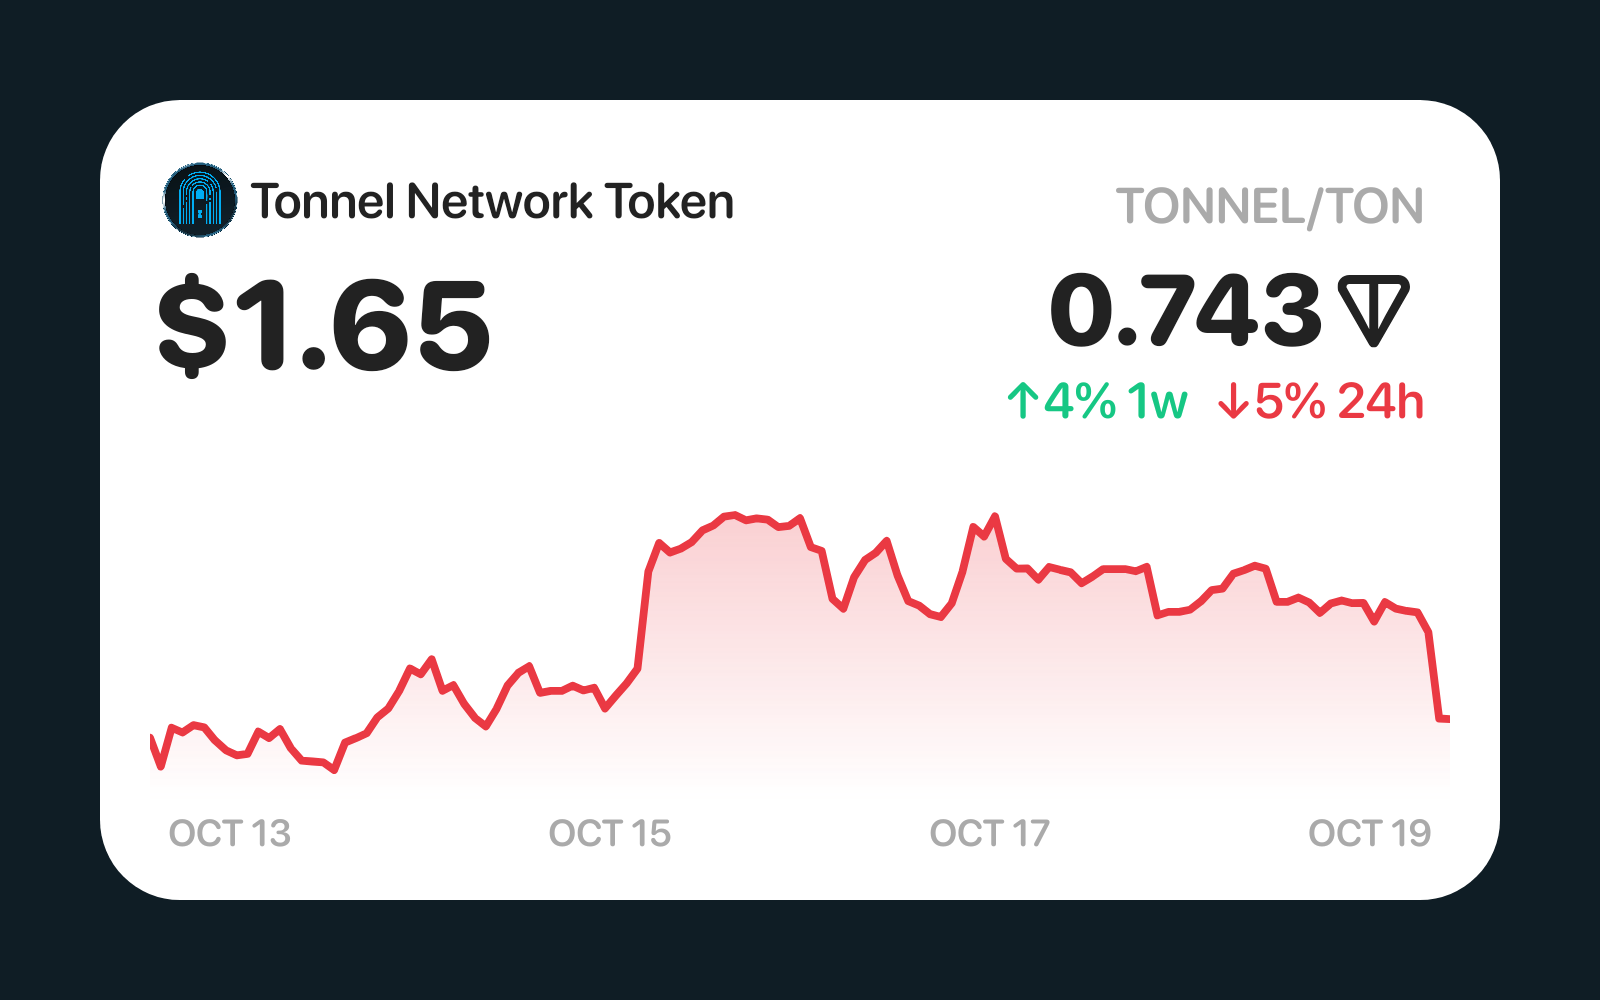 Tonnel Network Token
TONNEL/TON
$1.65
0.743
↑4% 1w ↓5% 24h
OCT 13 OCT 15 OCT 17 OCT 19